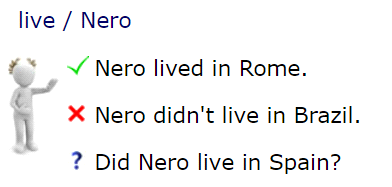 live / Nero
Nero lived in Rome.
Nero didn't live in Brazil.
? Did Nero live in Spain?